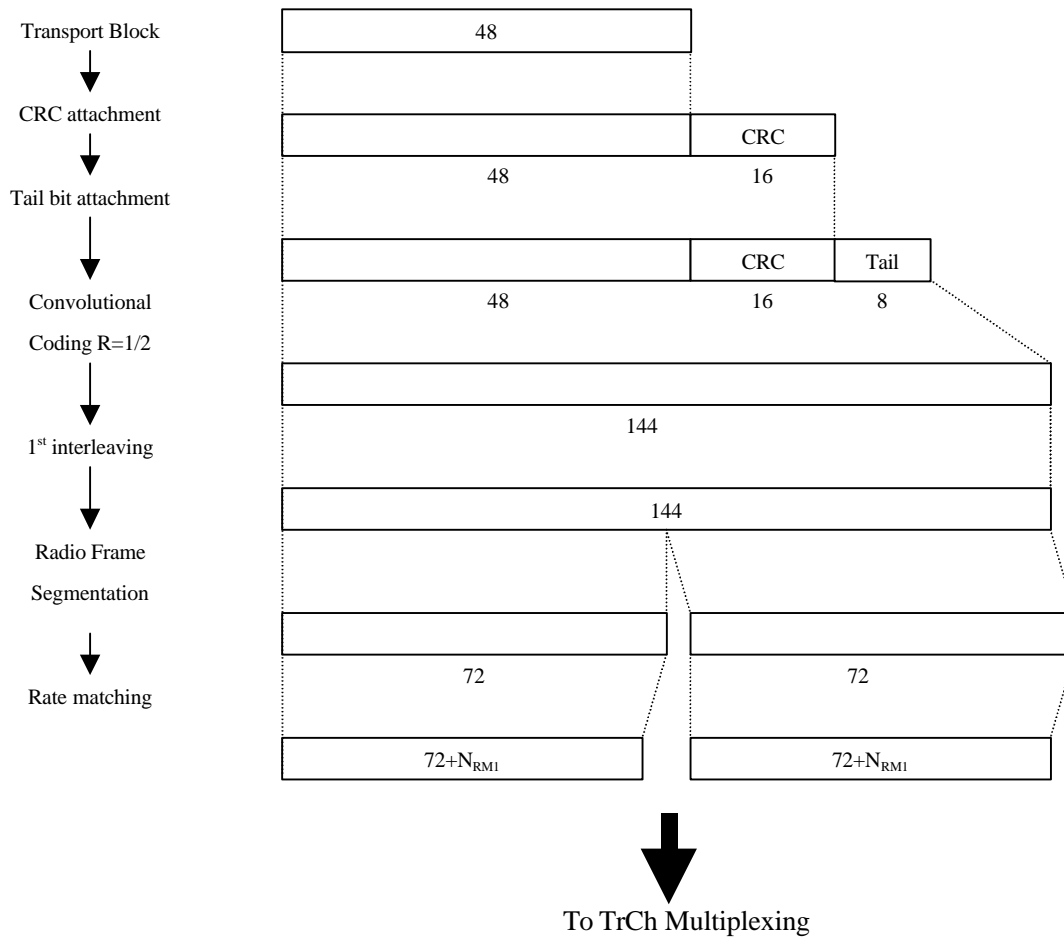 Transport Block
48
CRC attachment
CRC
48
16
Tail bit attachment
CRC
Tail
48
16
8
Convolutional
Coding R=1/2
144
1st interleaving
144
Radio Frame
Segmentation
72
72
Rate matching
72+NRM1
72+NRM1
To TrCh Multiplexing